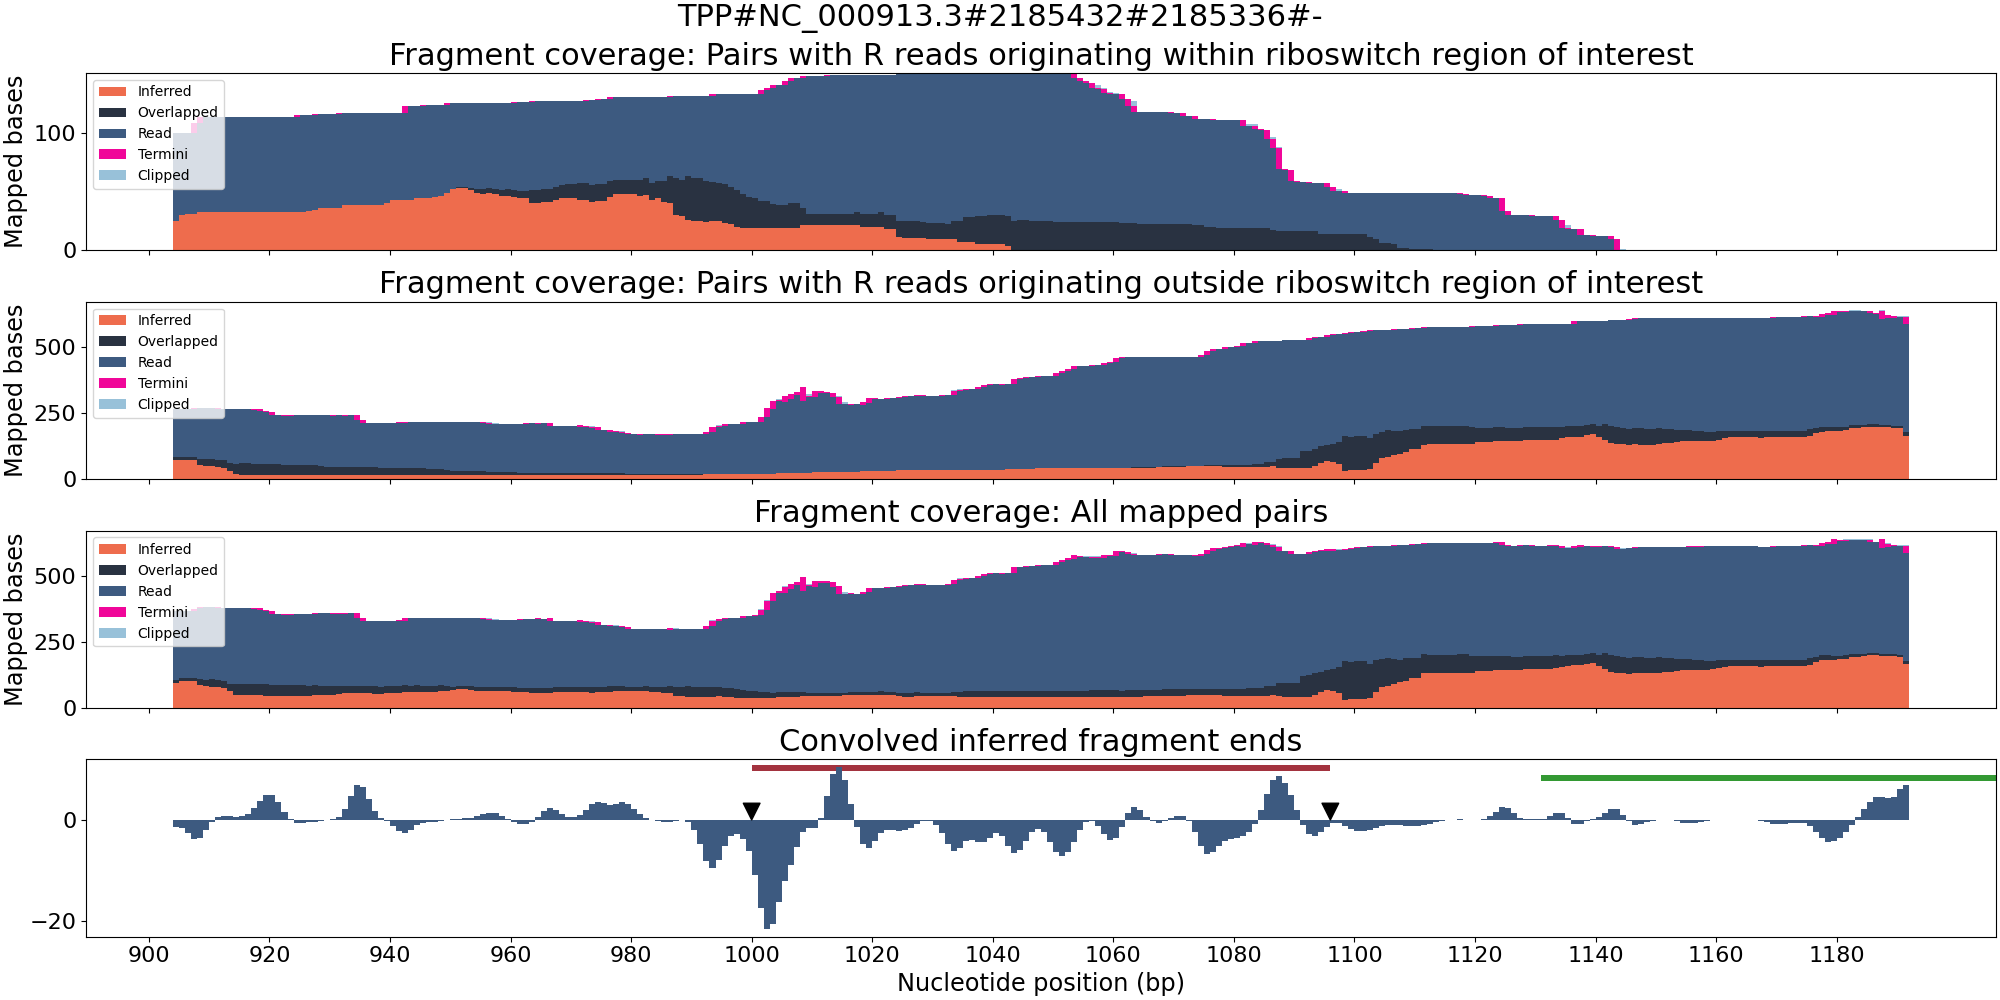 TPP#NC_000913.3#2185432#2185336#-
Fragment coverage: Pairs with R reads originating within riboswitch region of interest
Mapped bases
100
0
Inferred
Overlapped
Read
Termini
Clipped
Fragment coverage: Pairs with R reads originating outside riboswitch region of interest
Mapped bases
500
250
0
Inferred
Overlapped
Read
Termini
Clipped
Fragment coverage: All mapped pairs
Mapped bases
500
250
0
Inferred
Overlapped
Read
Termini
Clipped
Convolved inferred fragment ends
0
−20
900 920 940 960 980 1000 1020 1040 1060 1080 1100 1120 1140 1160 1180
Nucleotide position (bp)